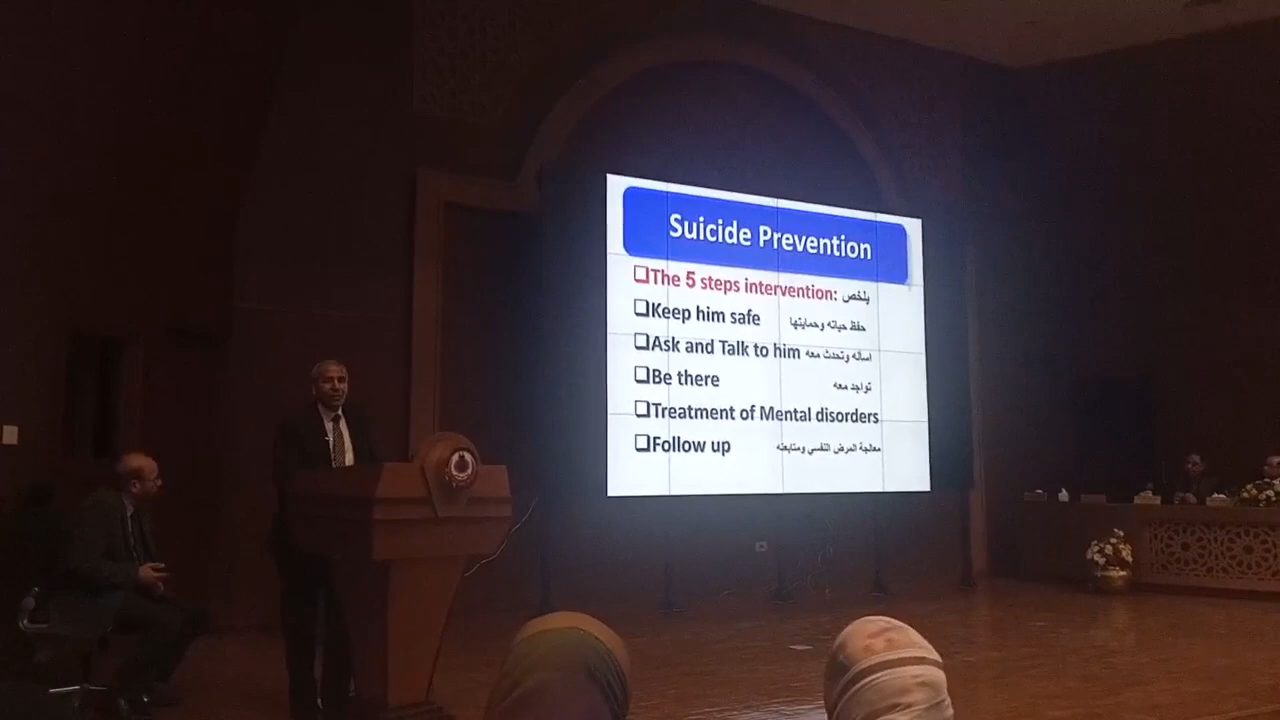 Suicide Prevention
❑The 5 steps intervention: يلخص
❑Keep him safe حفظ حياته وحمايتها
❑Ask and Talk to him اسأله وتحدث معه
❑Be there تواجد معه
❑Treatment of Mental disorders
❑Follow up معالجة المرض النفسي ومتابعته